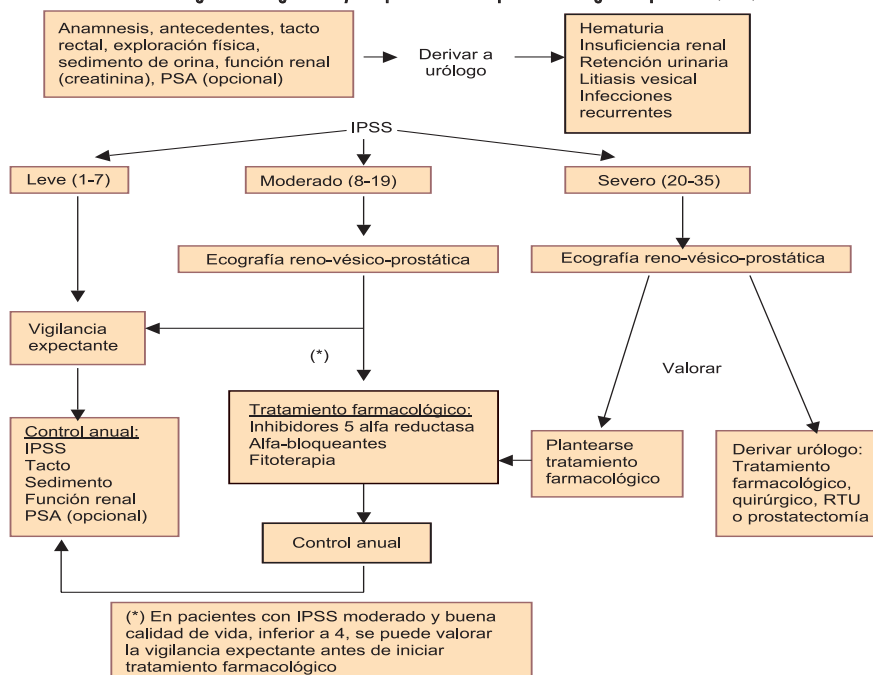 Anamnesis, antecedentes, tacto
rectal, exploración física,
sedimento de orina, función renal
(creatinina), PSA (opcional)
Derivar a
urólogo
Hematuria
Insuficiencia renal
Retención urinaria
Litiasis vesical
Infecciones
recurrentes
IPSS
Leve (1-7)
Moderado (8-19)
Severo (20-35)
Ecografía reno-vésico-prostática
Ecografía reno-vésico-prostática
Vigilancia
expectante
(*)
Valorar
Control anual:
IPSS
Tacto
Sedimento
Función renal
PSA (opcional)
Tratamiento farmacológico:
Inhibidores 5 alfa reductasa
Alfa-bloqueantes
Fitoterapia
Plantearse
tratamiento
farmacológico
Derivar urólogo:
Tratamiento
farmacológico,
quirúrgico, RTU
o prostatectomía
Control anual
(*) En pacientes con IPSS moderado y buena
calidad de vida, inferior a 4, se puede valorar
la vigilancia expectante antes de iniciar
tratamiento farmacológico